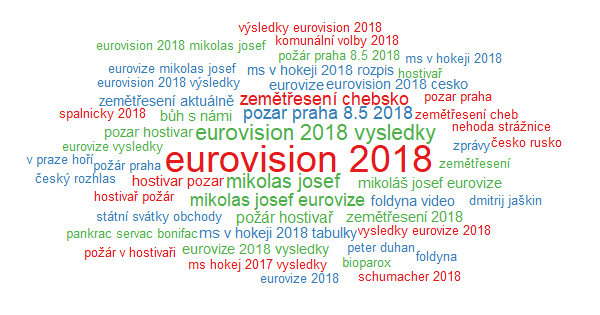 výsledky eurovision 2018
eurovision 2018 mikolas josef
komunální volby 2018
požár praha 8.5 2018
ms v hokeji 2018
eurovize mikolas josef
ms v hokeji 2018 rozpis
hostivař
eurovision 2018 výsledky
eurovize
eurovision 2018 cesko
zemětřesení aktuálně
zemětřesení chebsko
pozar praha
spalnicky 2018
bůh s námi
pozar praha 8.5 2018
zemětřesení cheb
pozar hostivar
eurovision 2018 vysledky
nehoda strážnice
eurovize vysledky
zprávy
česko rusko
v praze hoří
požár praha
eurovision 2018
zemětřesení
český rozhlas
hostivar pozar
mikolas josef
mikoláš josef eurovize
hostivař požár
mikolas josef eurovize
foldyna video
dmitrij jaškin
státní svátky obchody
požár hostivař
zemětřesení 2018
pankrac servac bonifac
ms v hokeji 2018 tabulky
vysledky eurovize 2018
požár v hostivaři
eurovize 2018 vysledky
peter duhan
foldyna
ms hokej 2017 vysledky
bioparox
eurovize 2018
schumacher 2018